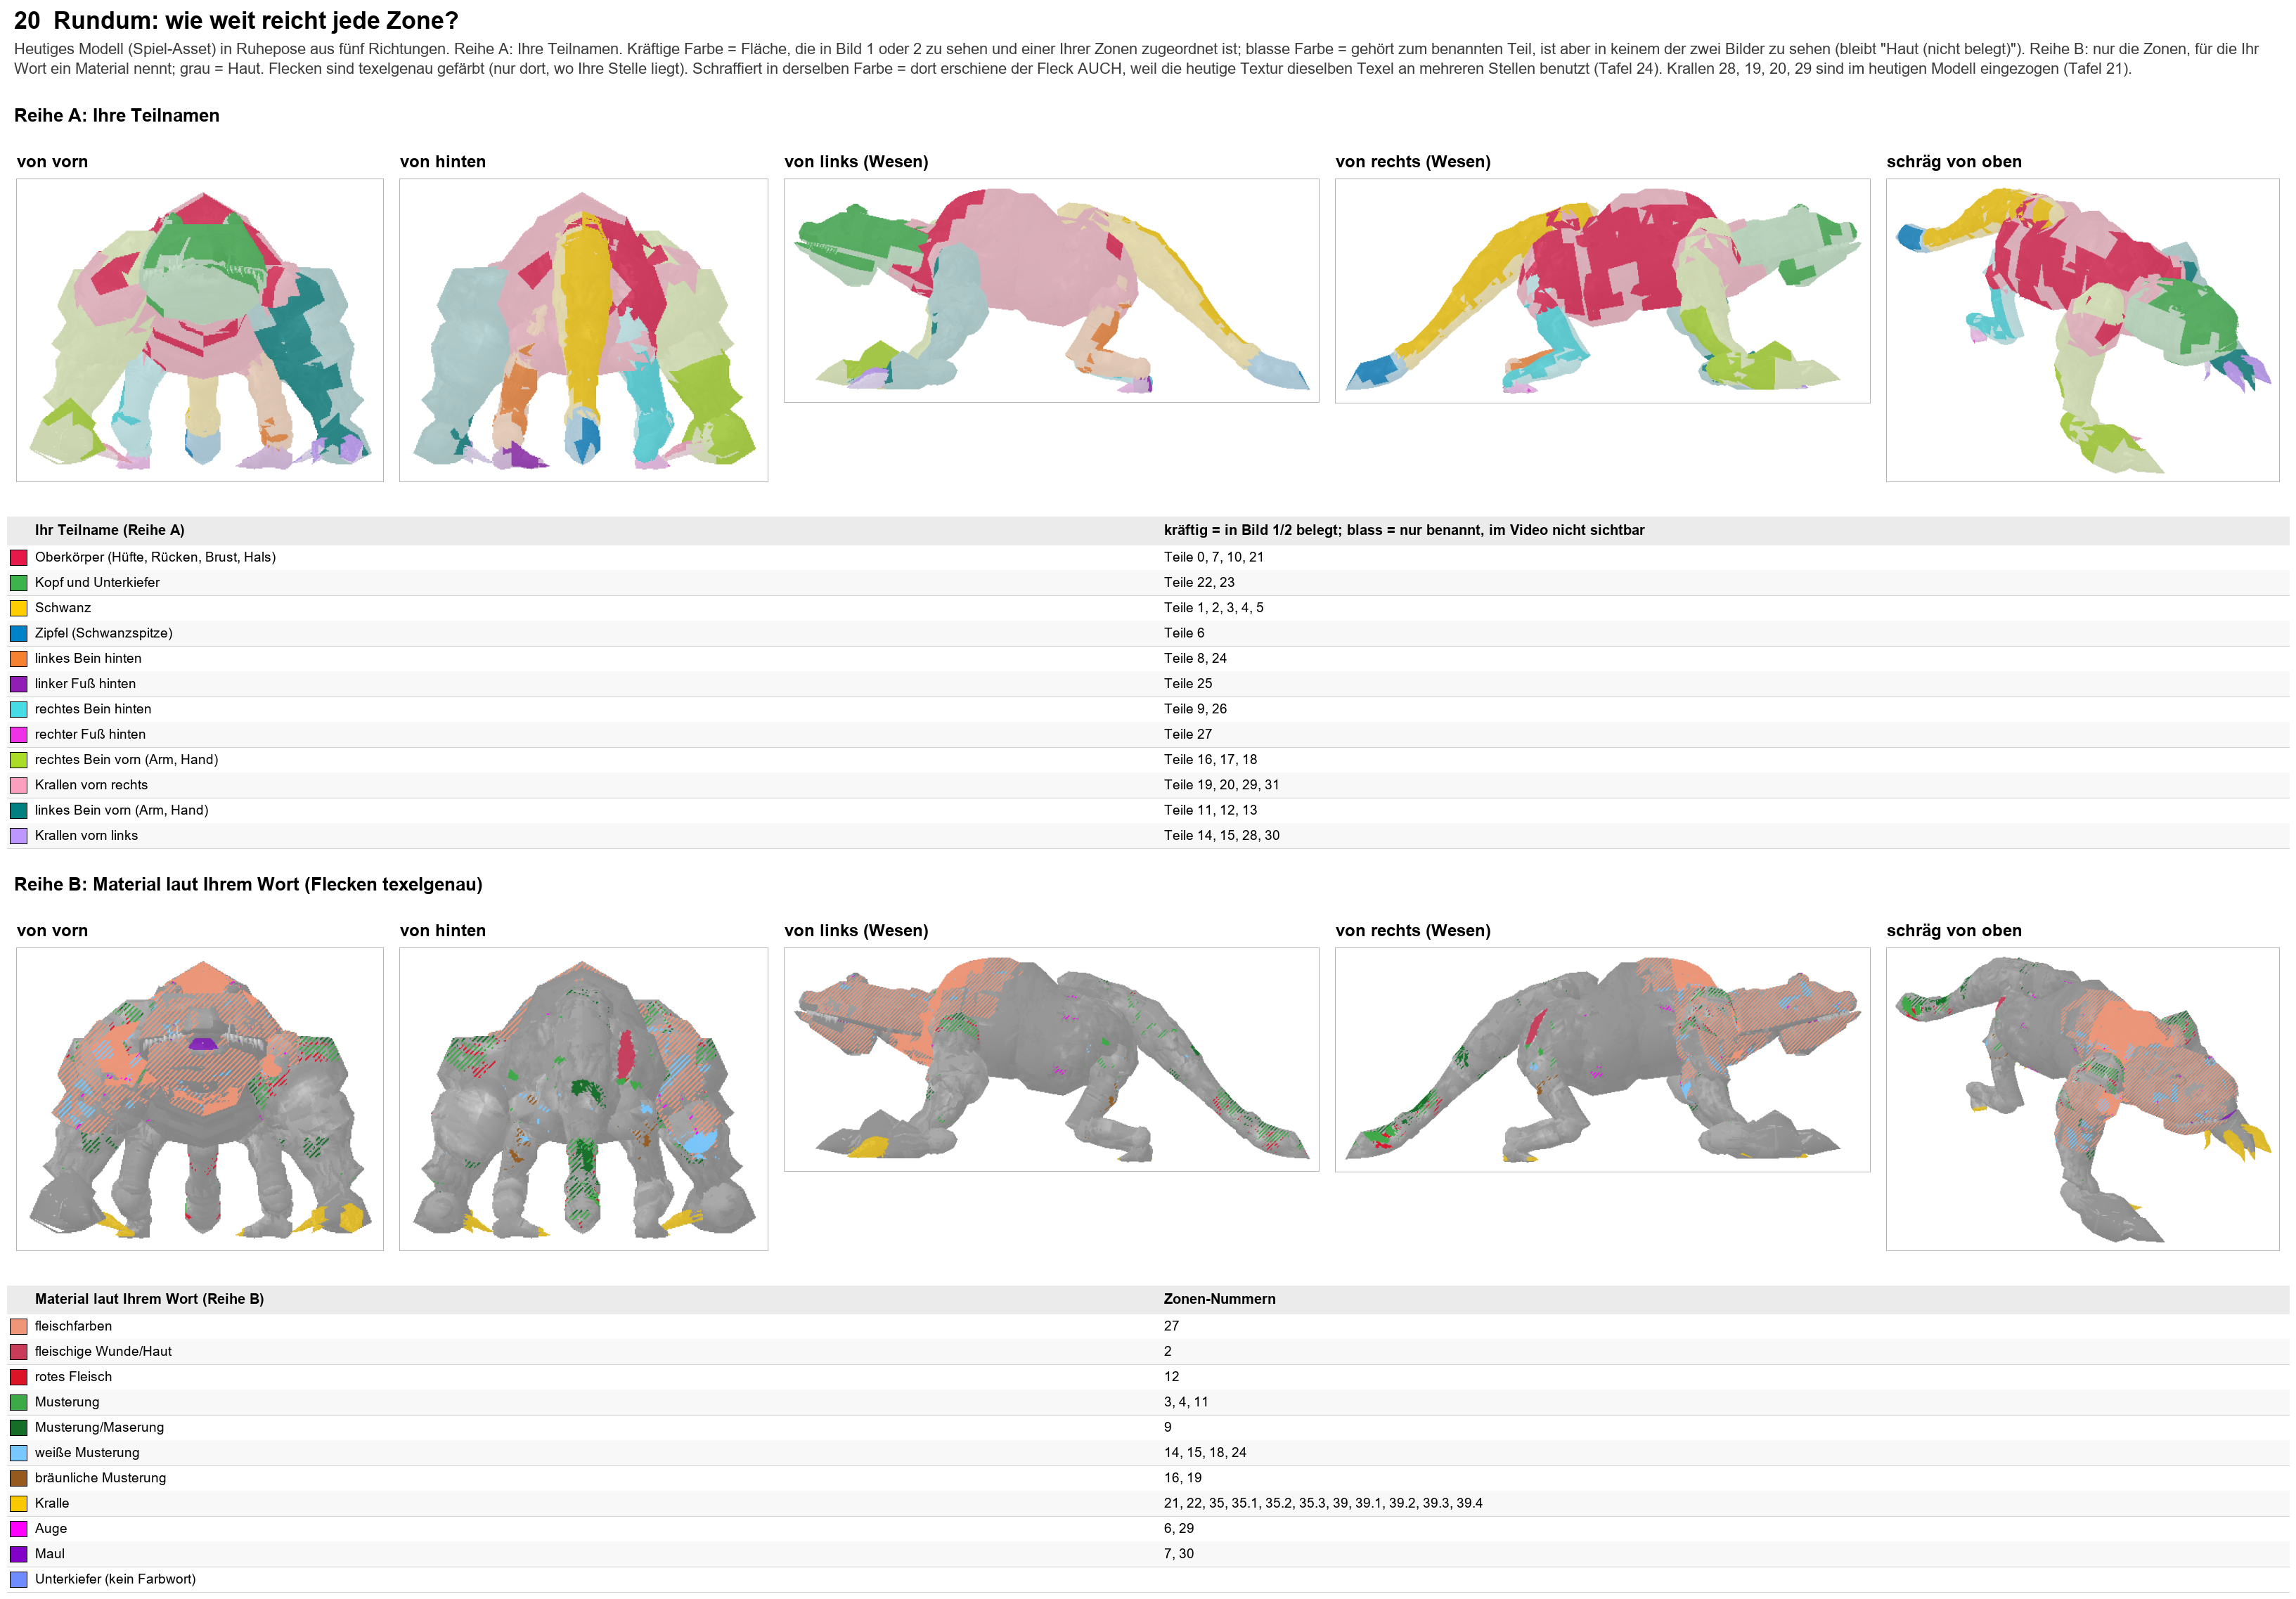 20 Rundum: wie weit reicht jede Zone?
Heutiges Modell (Spiel-Asset) in Ruhepose aus fünf Richtungen. Reihe A: Ihre Teilnamen. Kräftige Farbe = Fläche, die in Bild 1 oder 2 zu sehen und einer Ihrer Zonen zugeordnet ist; blasse Farbe = gehört zum benannten Teil, ist aber in keinem der zwei Bilder zu sehen (bleibt "Haut (nicht belegt)"). Reihe B: nur die Zonen, für die Ihr
Wort ein Material nennt; grau = Haut. Flecken sind texelgenau gefärbt (nur dort, wo Ihre Stelle liegt). Schraffiert in derselben Farbe = dort erschiene der Fleck AUCH, weil die heutige Textur dieselben Texel an mehreren Stellen benutzt (Tafel 24). Krallen 28, 19, 20, 29 sind im heutigen Modell eingezogen (Tafel 21).
Reihe A: Ihre Teilnamen
von vorn von hinten von links (Wesen) von rechts (Wesen) schräg von oben
Ihr Teilname (Reihe A) kräftig = in Bild 1/2 belegt; blass = nur benannt, im Video nicht sichtbar
Oberkörper (Hüfte, Rücken, Brust, Hals) Teile 0, 7, 10, 21
Kopf und Unterkiefer Teile 22, 23
Schwanz Teile 1, 2, 3, 4, 5
Zipfel (Schwanzspitze) Teile 6
linkes Bein hinten Teile 8, 24
linker Fuß hinten Teile 25
rechtes Bein hinten Teile 9, 26
rechter Fuß hinten Teile 27
rechtes Bein vorn (Arm, Hand) Teile 16, 17, 18
Krallen vorn rechts Teile 19, 20, 29, 31
linkes Bein vorn (Arm, Hand) Teile 11, 12, 13
Krallen vorn links Teile 14, 15, 28, 30
Reihe B: Material laut Ihrem Wort (Flecken texelgenau)
von vorn von hinten von links (Wesen) von rechts (Wesen) schräg von oben
Material laut Ihrem Wort (Reihe B) Zonen-Nummern
fleischfarben 27
fleischige Wunde/Haut 2
rotes Fleisch 12
Musterung 3, 4, 11
Musterung/Maserung 9
weiße Musterung 14, 15, 18, 24
bräunliche Musterung 16, 19
Kralle 21, 22, 35, 35.1, 35.2, 35.3, 39, 39.1, 39.2, 39.3, 39.4
Auge 6, 29
Maul 7, 30
Unterkiefer (kein Farbwort)